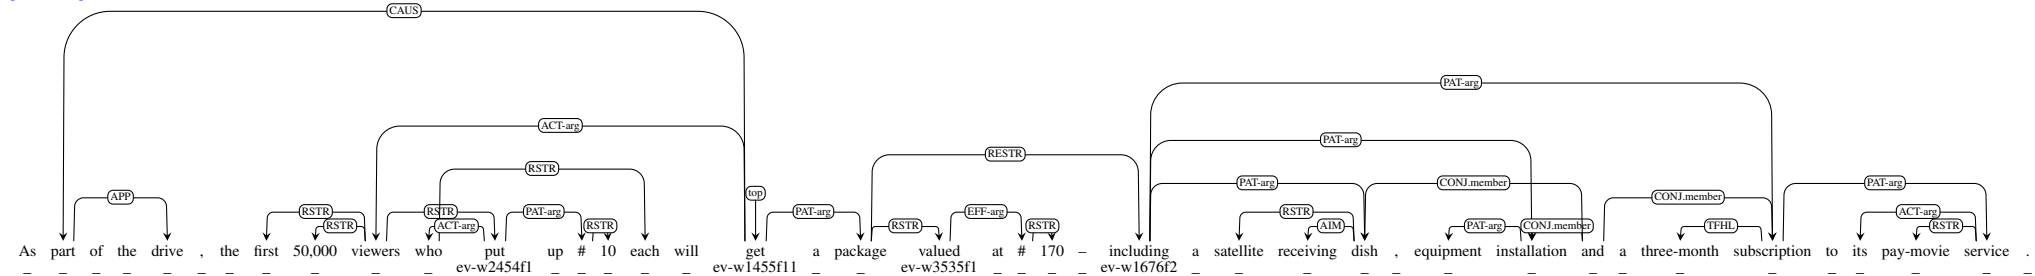 CAUS
PAT-arg
ACT-arg
PAT-arg
RESTR
RSTR
top
PAT-arg CONJ.member PAT-arg
APP CONJ.member
RSTR RSTR PAT-arg PAT-arg EFF-arg RSTR ACT-arg
RSTR ACT-arg RSTR RSTR RSTR AIM PAT-arg CONJ.member TFHL RSTR
As part of the drive , the first 50,000 viewers who put up # 10 each will get a package valued at # 170 – including a satellite receiving dish , equipment installation and a three-month subscription to its pay-movie service .
_ _ _ _ _ _ _ _ _ _ _ ev-w2454f1 _ _ _ _ _ ev-w1455f11 _ _ ev-w3535f1 _ _ _ _ ev-w1676f2 _ _ _ _ _ _ _ _ _ _ _ _ _ _ _ _